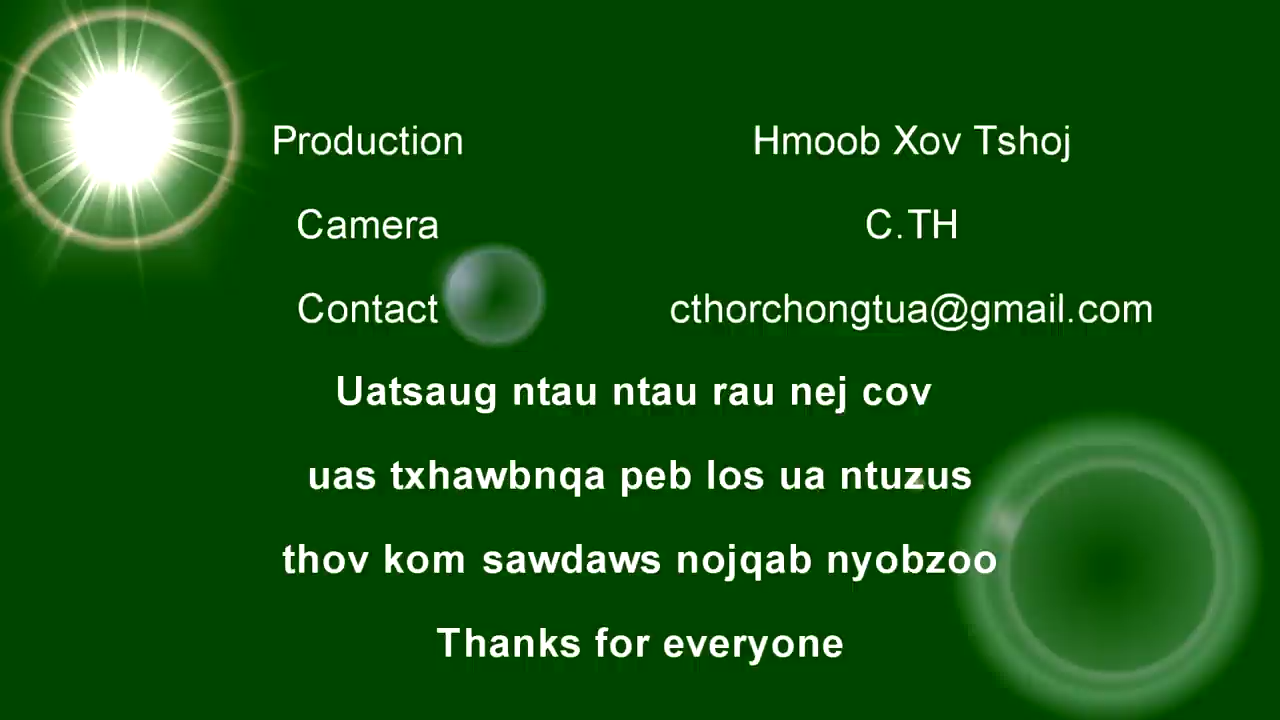 Production Hmoob Xov Tshoj
Camera C.TH
Contact cthorchongtua@gmail.com
Uatsaug ntau ntau rau nej cov
uas txhawbnqa peb los ua ntuzus
thov kom sawdaws nojqab nyobzoo
Thanks for everyone